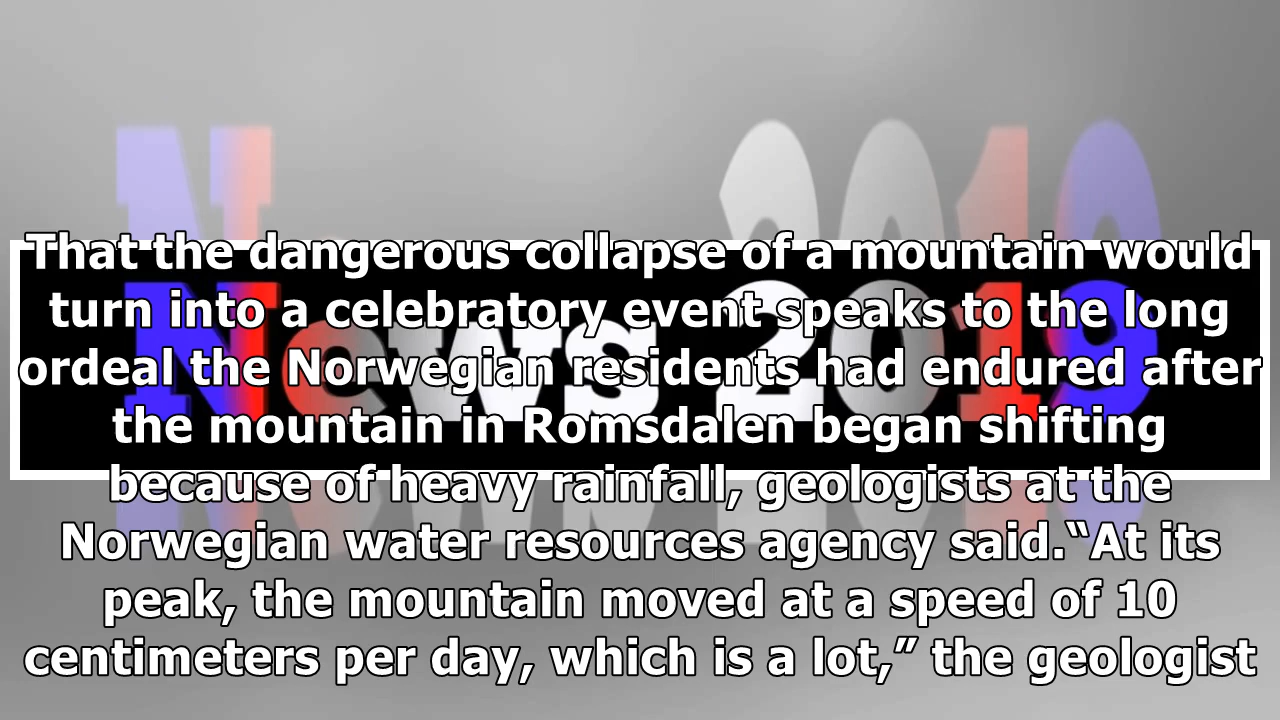 That the dangerous collapse of a mountain would
turn into a celebratory event speaks to the long
ordeal the Norwegian residents had endured after
the mountain in Romsdalen began shifting
because of heavy rainfall, geologists at the
Norwegian water resources agency said.“At its
peak, the mountain moved at a speed of 10
centimeters per day, which is a lot,” the geologist
News 2019